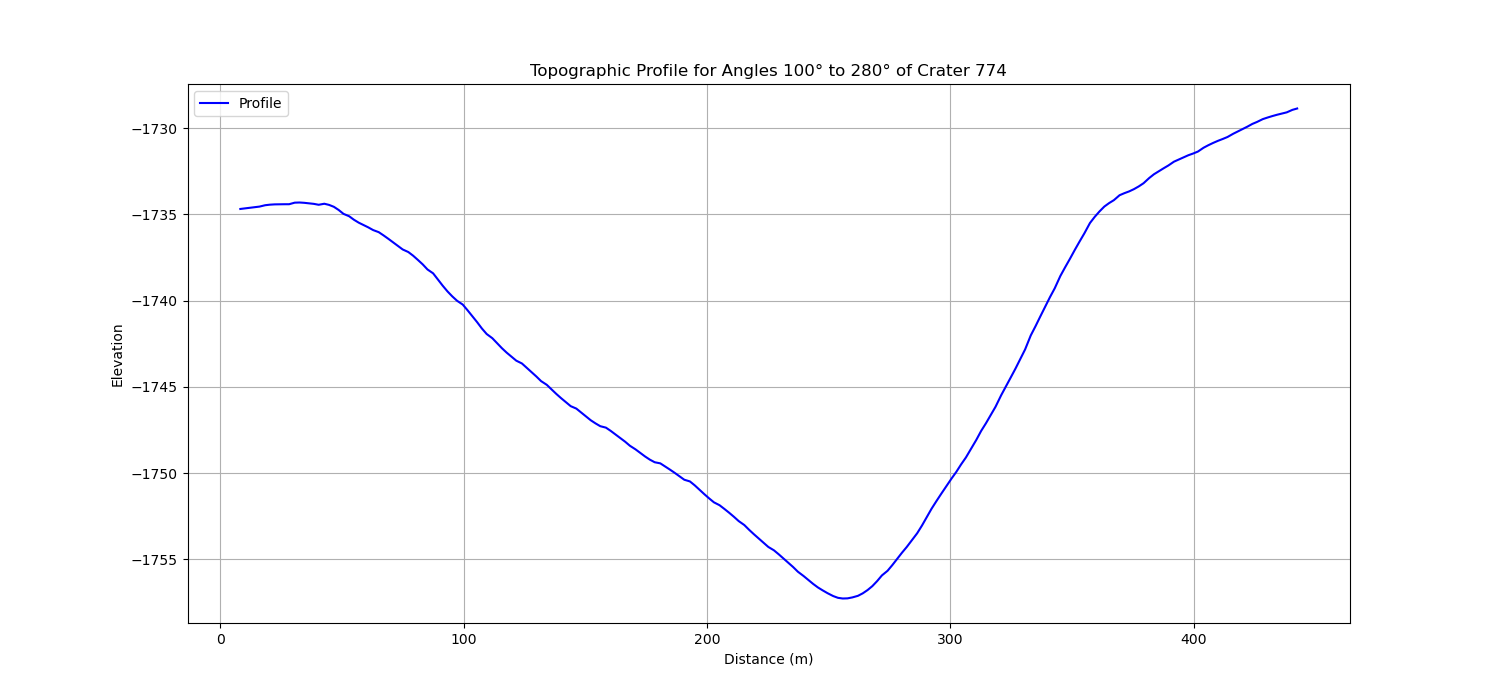 Topographic Profile for Angles 100° to 280° of Crater 774
Profile
−1730
−1735
−1740
−1745
−1750
−1755
Elevation
0 100 200 300 400
Distance (m)